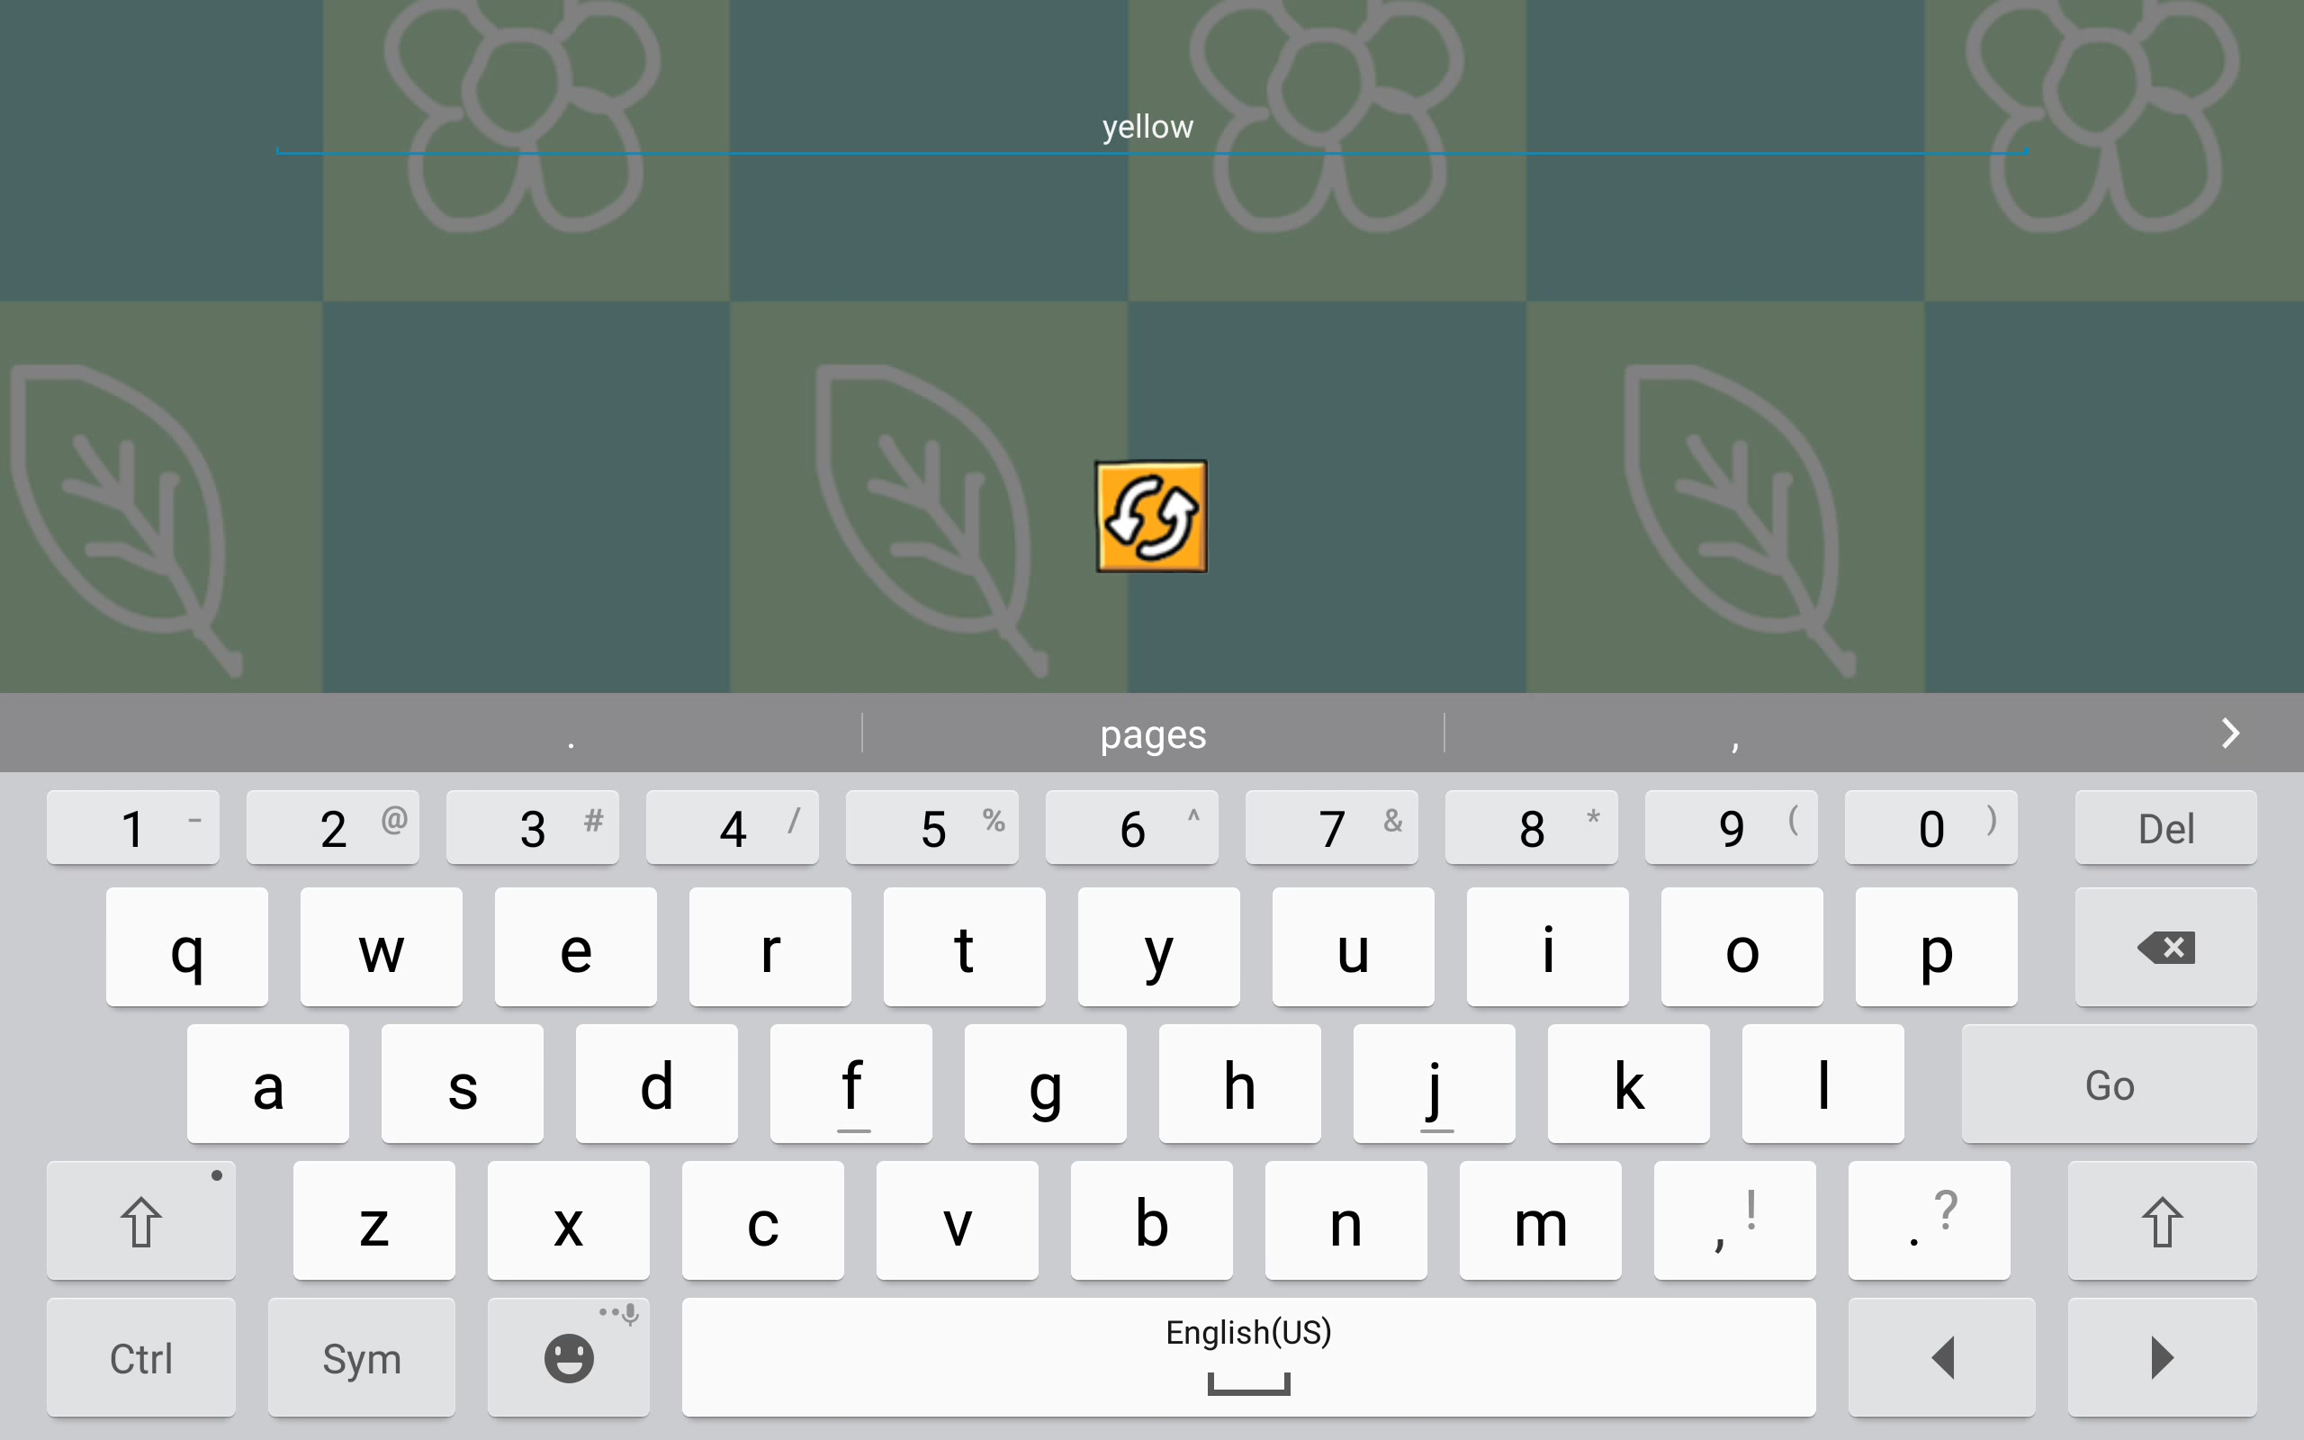 yellow
. pages ,
1 - 2 @ 3 # 4 / 5 % 6 ^ 7 & 8 * 9 ( 0 ) Del
q w e r t y u i o p
a s d f g h j k l Go
z x c v b n m , ! . ?
Ctrl Sym English(US)